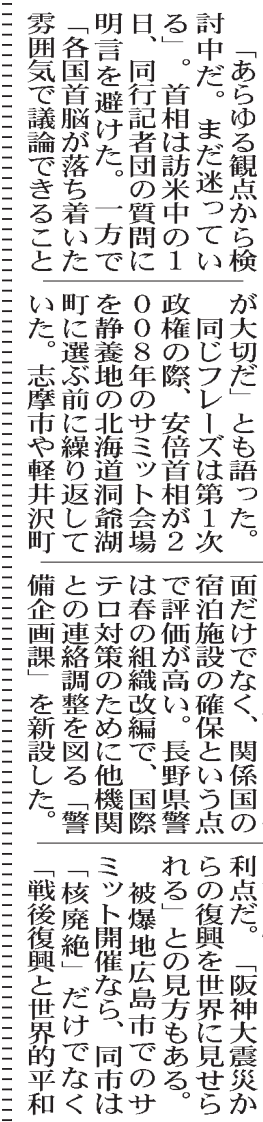 「あらゆる観点から検
討中だ。まだ迷ってい
る」。首相は訪米中の1
日、同行記者団の質問に
明言を避けた。一方で
「各国首脳が落ち着いた
雰囲気で議論できること
が大切だ」とも語った。
同じフレーズは第1次
政権の際、安倍首相が2
008年のサミット会場
を静養地の北海道洞爺湖
町に選ぶ前に繰り返して
いた。志摩市や軽井沢町
面だけでなく、関係国の
宿泊施設の確保という点
で評価が高い。長野県警
は春の組織改編で、国際
テロ対策のために他機関
との連絡調整を図る「警
備企画課」を新設した。
利点だ。「阪神大震災か
らの復興を世界に見せら
れる」との見方もある。
被爆地広島市でのサ
ミット開催なら、同市は
「核廃絶」だけでなく
「戦後復興と世界的平和